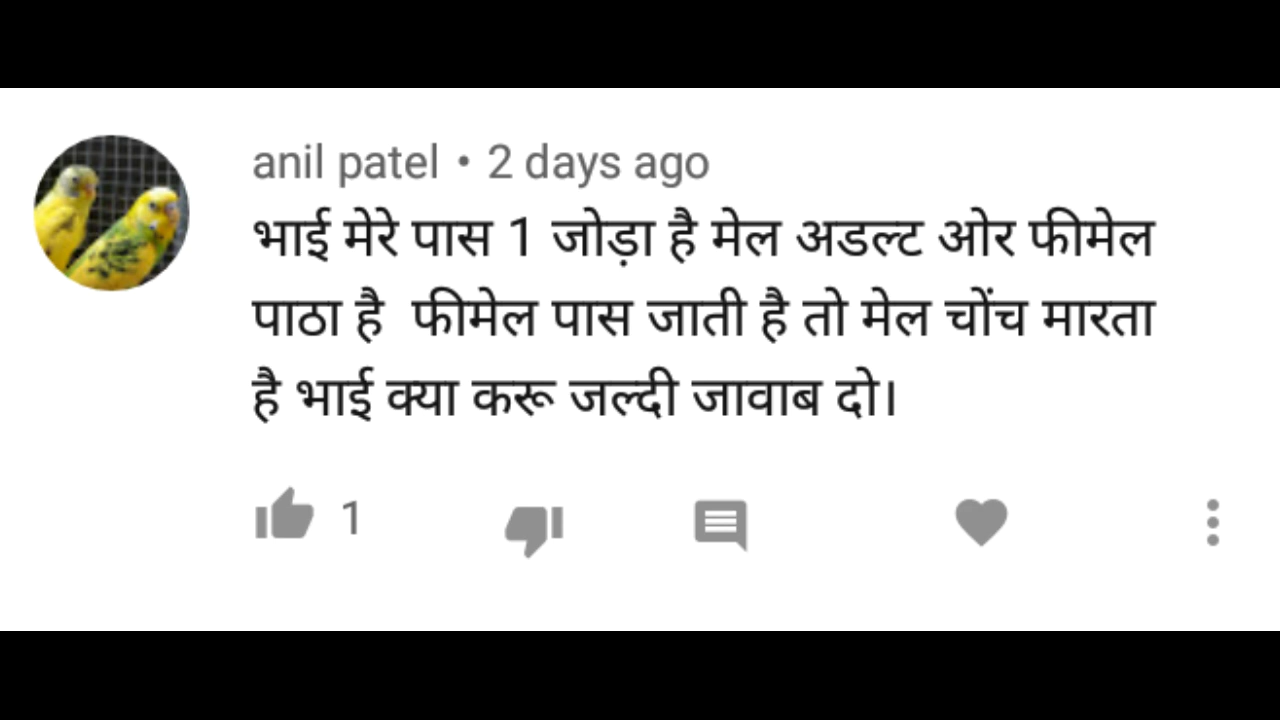 anil patel • 2 days ago
भाई मेरे पास 1 जोड़ा है मेल अडल्ट ओर फीमेल
पाठा है  फीमेल पास जाती है तो मेल चोंच मारता
है भाई क्या करू जल्दी जावाब दो।
1